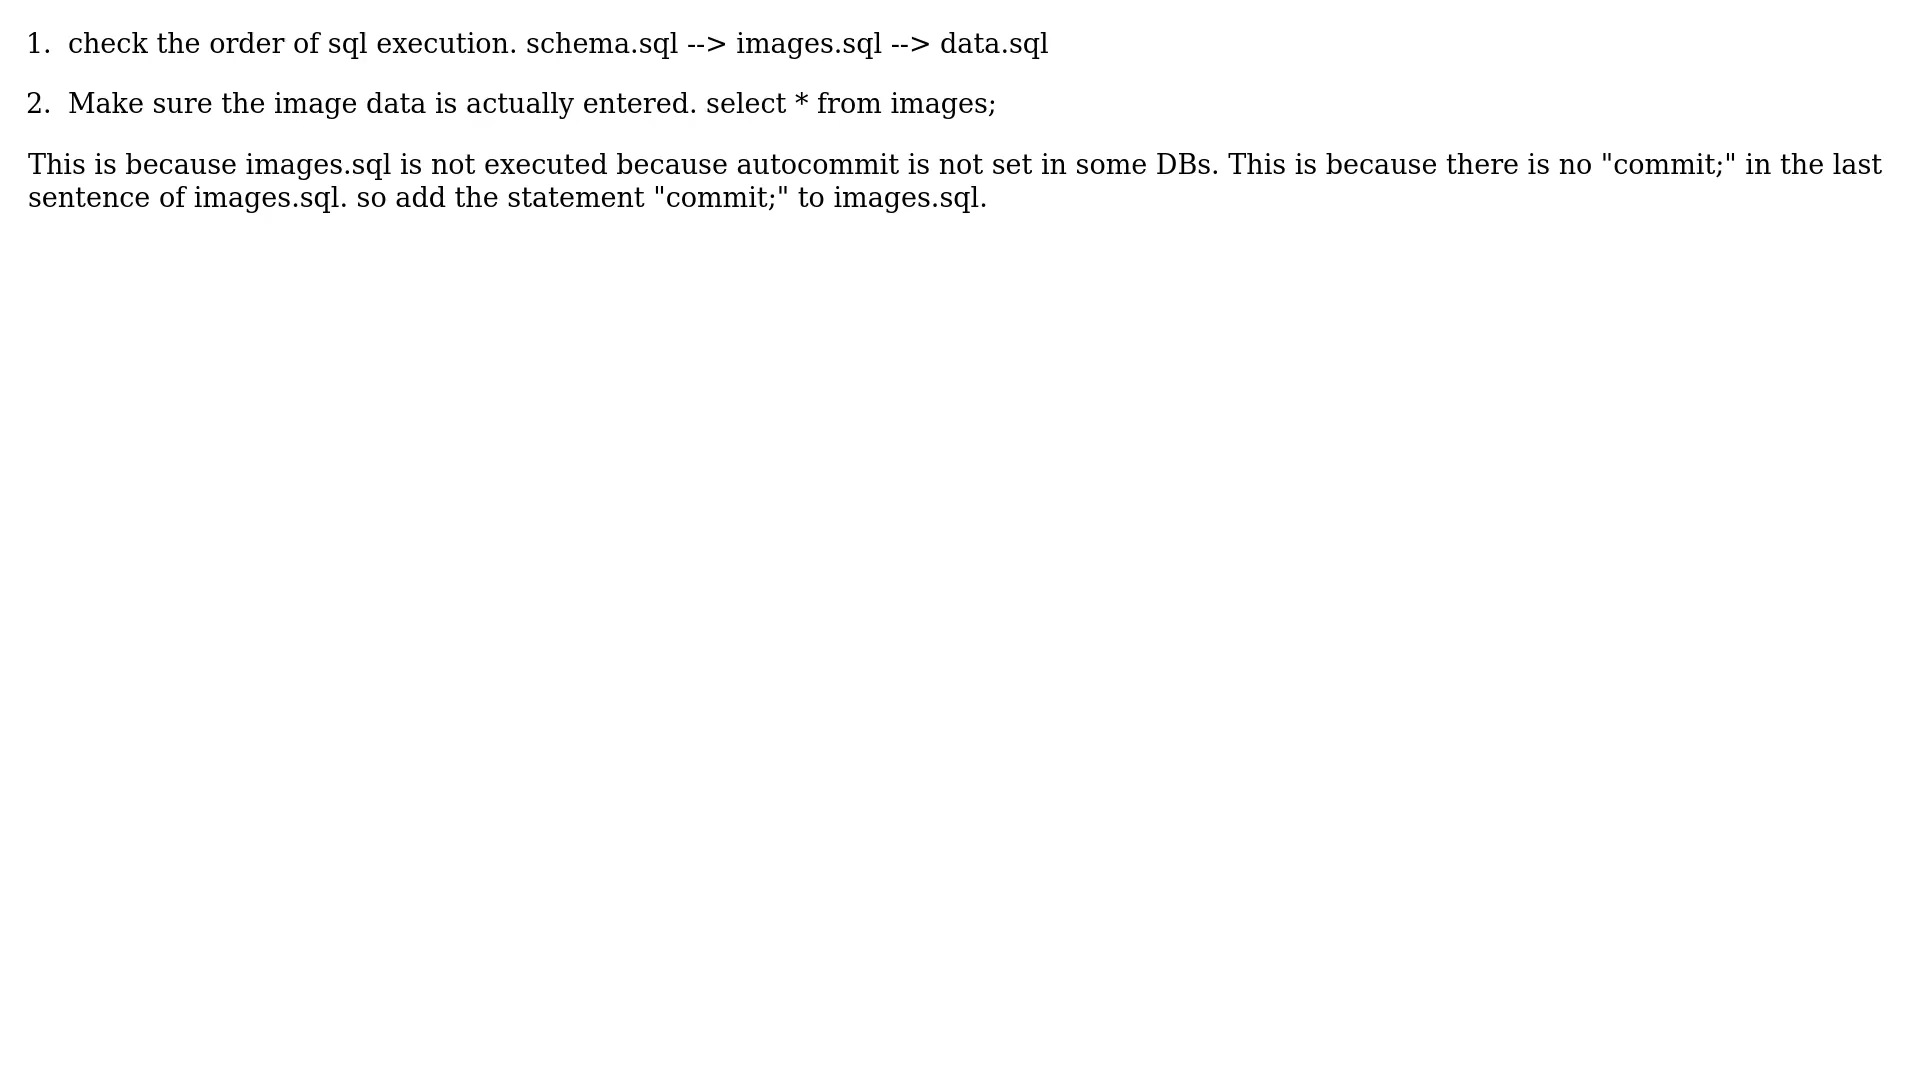 1. check the order of sql execution. schema.sql --> images.sql --> data.sql
2. Make sure the image data is actually entered. select * from images;
This is because images.sql is not executed because autocommit is not set in some DBs. This is because there is no "commit;" in the last
sentence of images.sql. so add the statement "commit;" to images.sql.